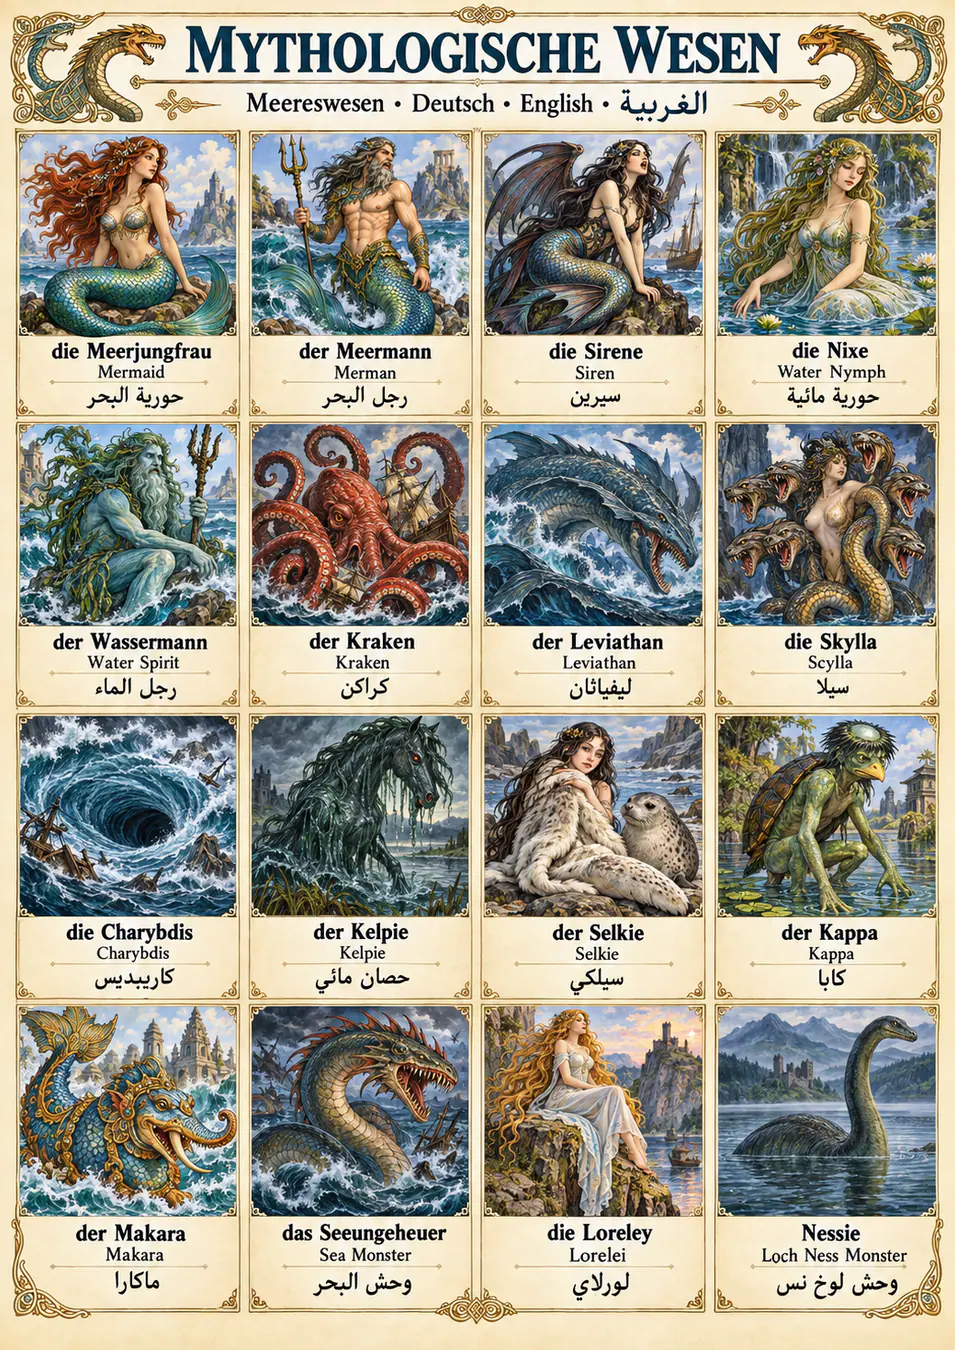 MYTHOLOGISCHE WESEN
Meereswesen • Deutsch • English • الغربية
die Meerjungfrau
Mermaid
حورية البحر
der Meermann
Merman
رجل البحر
die Sirene
Siren
سيرين
die Nixe
Water Nymph
حورية مائية
der Wassermann
Water Spirit
رجل الماء
der Kraken
Kraken
كراكن
der Leviathan
Leviathan
ليفياثان
die Skylla
Scylla
سيلا
die Charybdis
Charybdis
كاريبديس
der Kelpie
Kelpie
حصان مائي
der Selkie
Selkie
سيلكي
der Kappa
Kappa
كابا
der Makara
Makara
ماكارا
das Seeungeheuer
Sea Monster
وحش البحر
die Loreley
Lorelei
لورلاي
Nessie
Loch Ness Monster
وحش لوخ نس